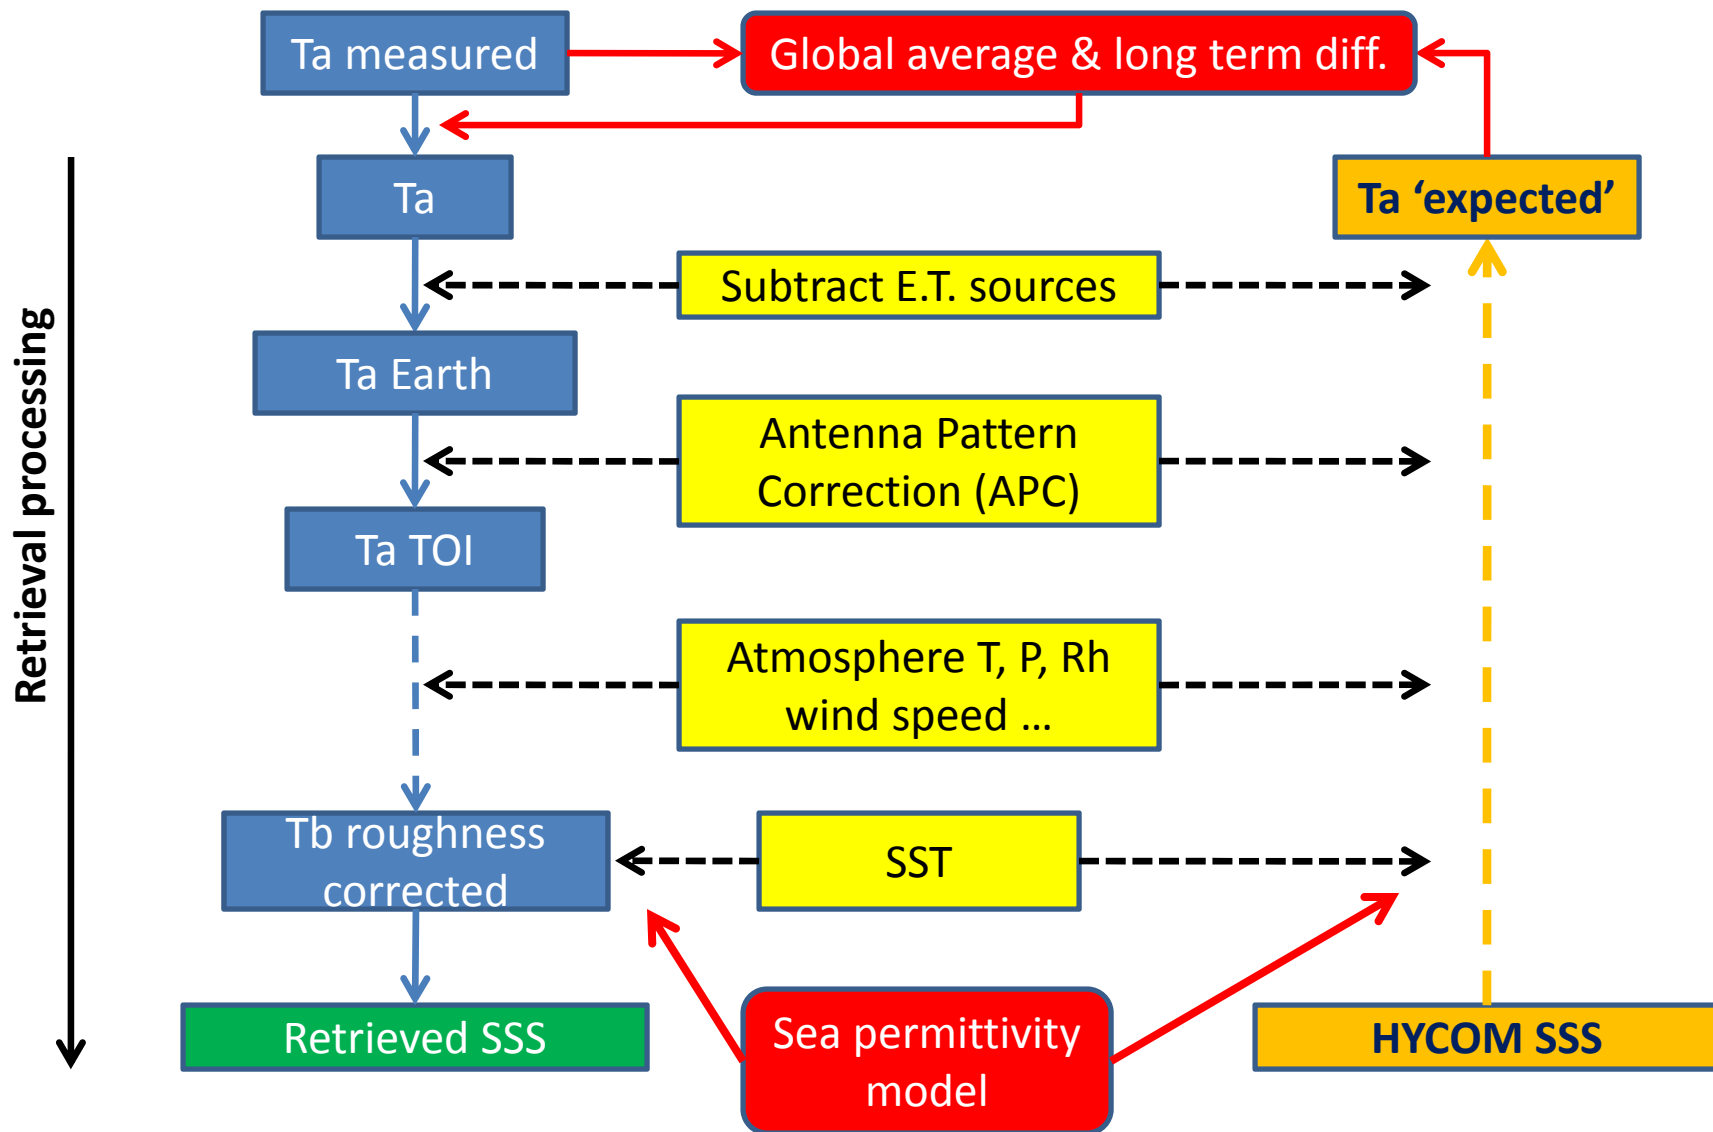 Ta measured
Global average & long term diff.
Ta
Ta ‘expected’
Subtract E.T. sources
Ta Earth
Antenna Pattern
Correction (APC)
Ta TOI
Retrieval processing
Atmosphere T, P, Rh
wind speed ...
Tb roughness
corrected
SST
Retrieved SSS
Sea permittivity
model
HYCOM SSS